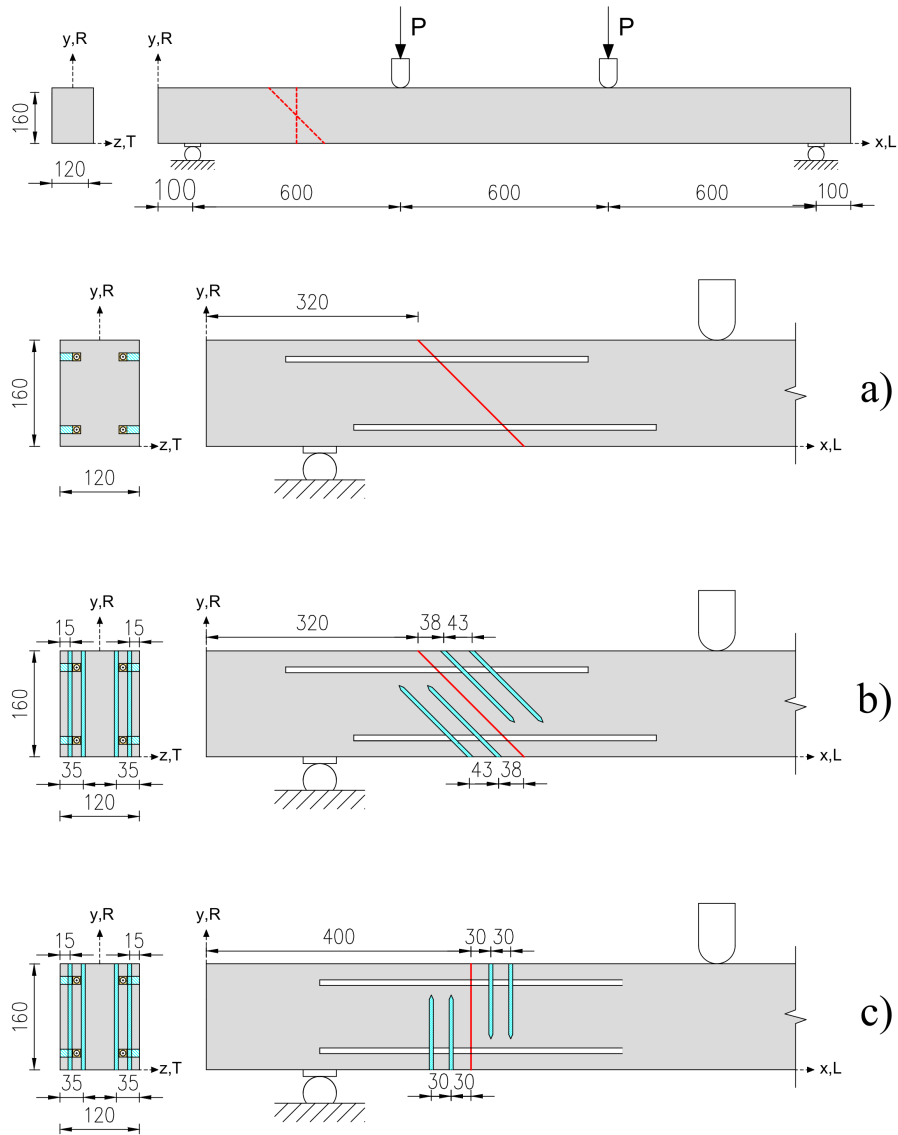 P P
y,R y,R
160
z,T x,L
120
100 600 600 600 100
y,R y,R
320
160
a)
z,T x,L
120
y,R y,R
15 15 320 38 43
160
b)
z,T x,L
35 35 43 38
120
y,R y,R
15 15 400 30 30
160
c)
z,T x,L
35 35 30 30
120